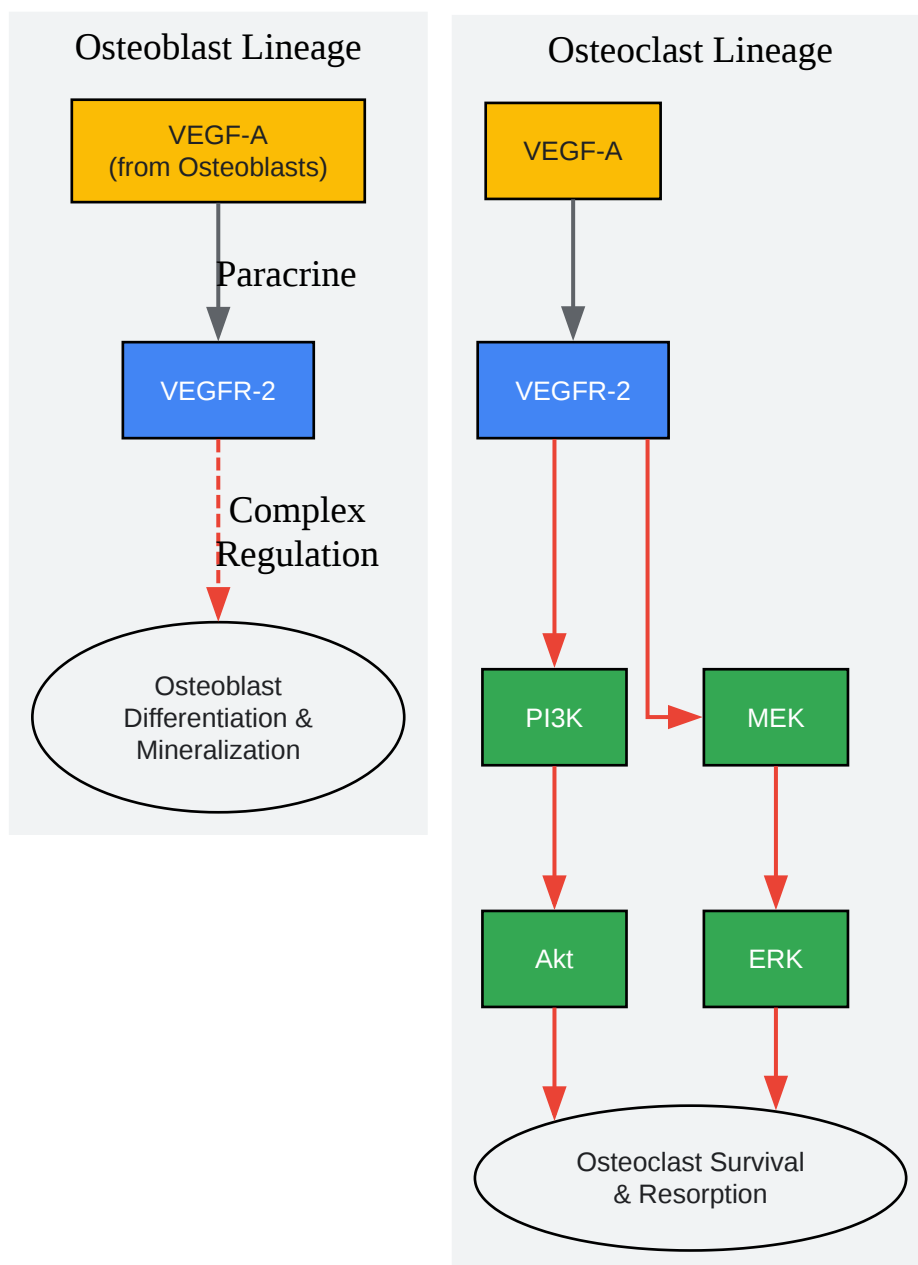 Osteoblast Lineage
VEGF-A
(from Osteoblasts)
Paracrine
VEGFR-2
Complex
Regulation
Osteoblast
Differentiation &
Mineralization
Osteoclast Lineage
VEGF-A
VEGFR-2
PI3K
MEK
Akt
ERK
Osteoclast Survival
& Resorption